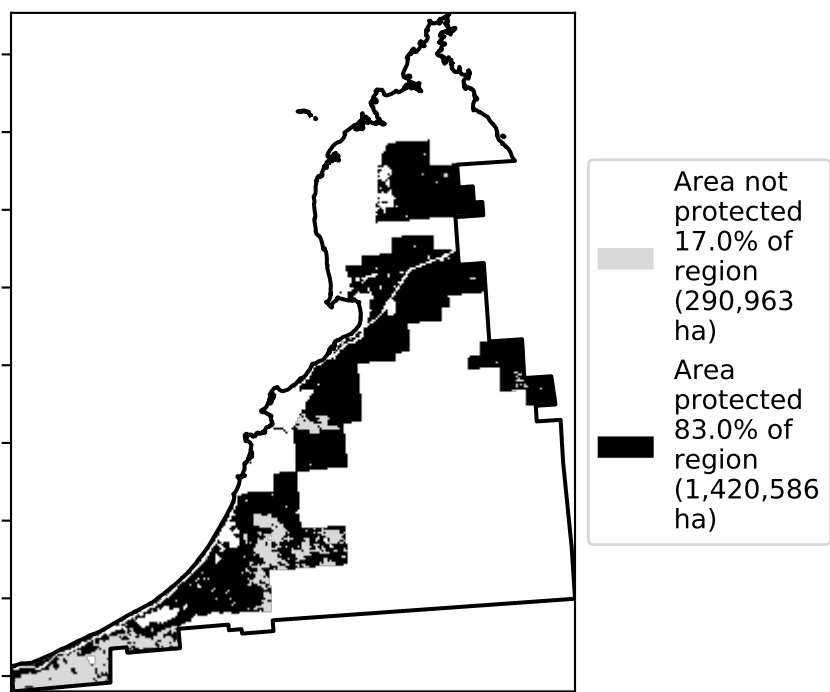 Area not
protected
17.0% of
region
(290,963
ha)
Area
protected
83.0% of
region
(1,420,586
ha)